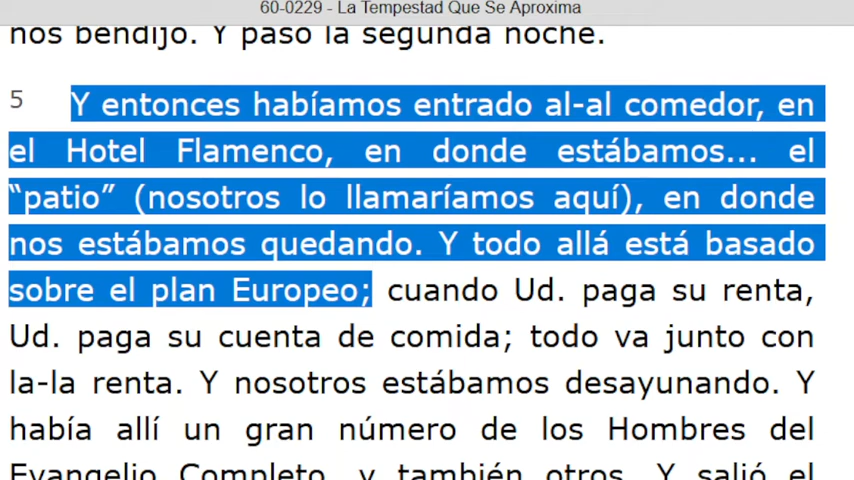 60-0229 - La Tempestad Que Se Aproxima
nos bendijo. Y pasó la segunda noche.
5 Y entonces habíamos entrado al-al comedor, en
el Hotel Flamenco, en donde estábamos... el
“patio” (nosotros lo llamaríamos aquí), en donde
nos estábamos quedando. Y todo allá está basado
sobre el plan Europeo; cuando Ud. paga su renta,
Ud. paga su cuenta de comida; todo va junto con
la-la renta. Y nosotros estábamos desayunando. Y
había allí un gran número de los Hombres del
Evangelio Completo, y también otros. Y salió el